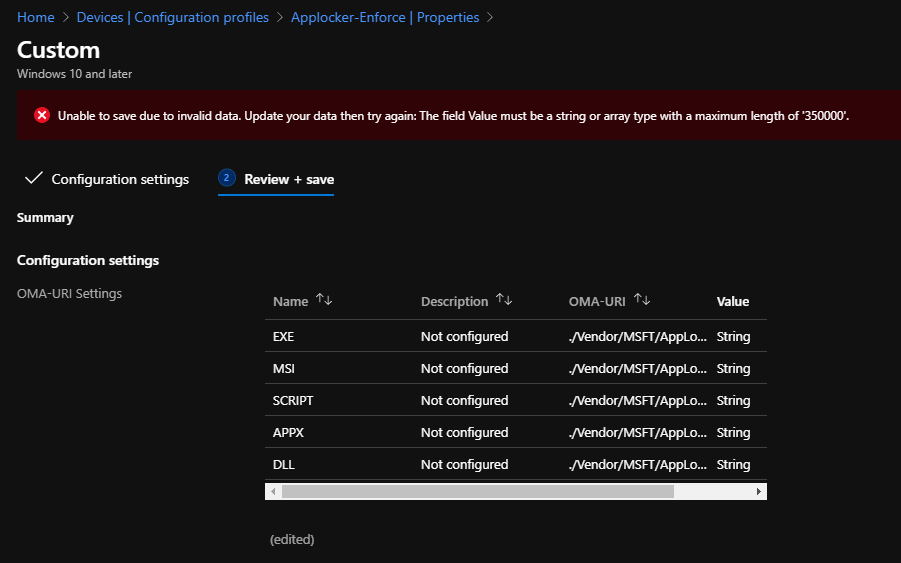 Home > Devices | Configuration profiles > Applocker-Enforce | Properties >
Custom
Windows 10 and later
Unable to save due to invalid data. Update your data then try again: The field Value must be a string or array type with a maximum length of '350000'.
Configuration settings 2 Review + save
Summary
Configuration settings
OMA-URI Settings
Name Description OMA-URI Value
EXE Not configured ./Vendor/MSFT/AppLo... String
MSI Not configured ./Vendor/MSFT/AppLo... String
SCRIPT Not configured ./Vendor/MSFT/AppLo... String
APPX Not configured ./Vendor/MSFT/AppLo... String
DLL Not configured ./Vendor/MSFT/AppLo... String
(edited)